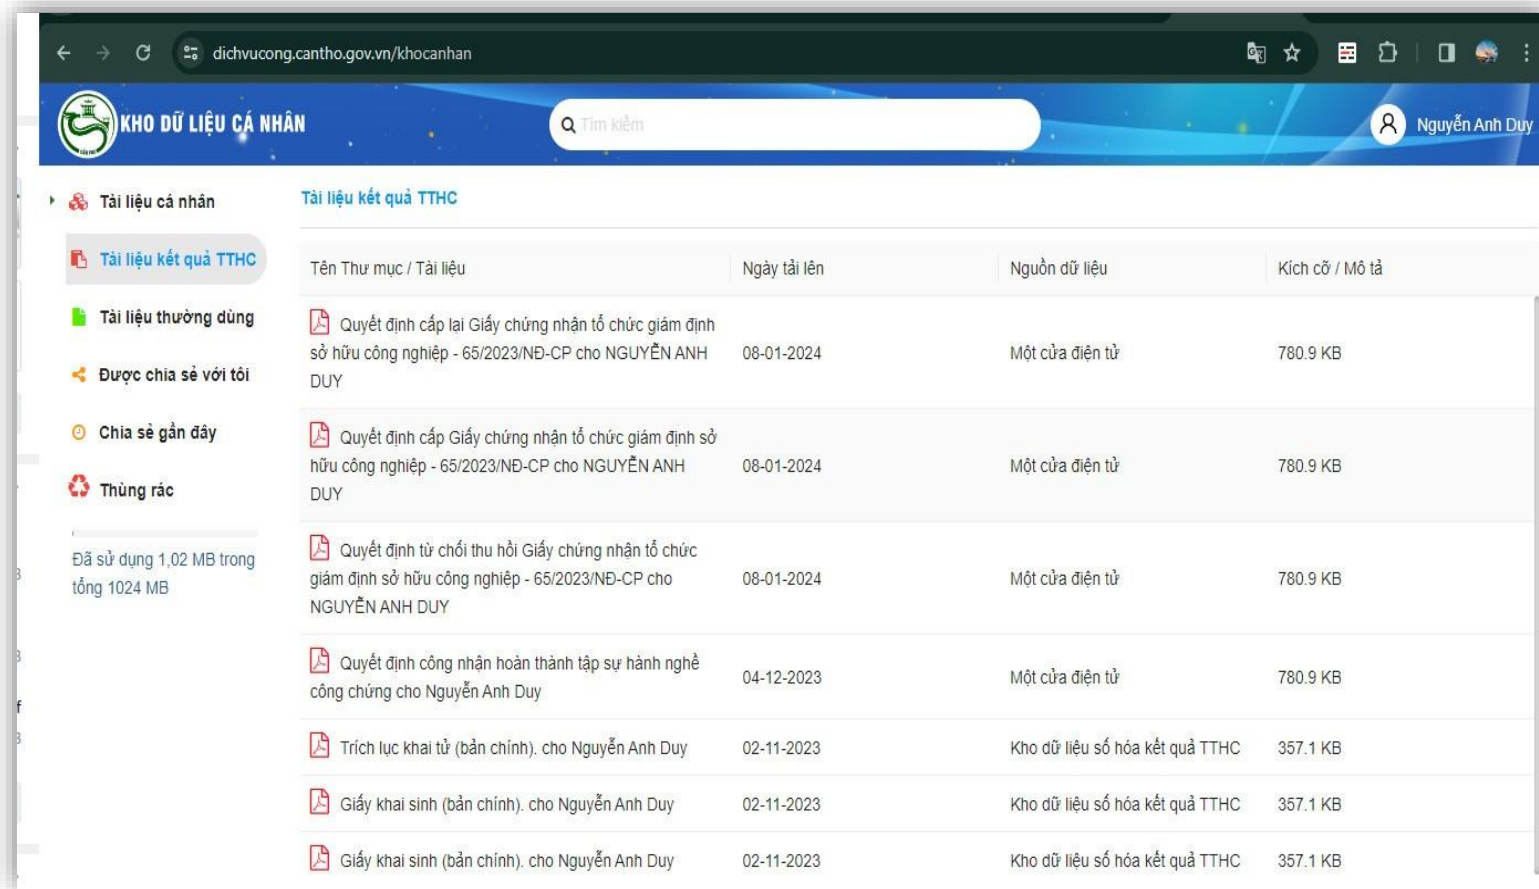 dichvucong.cantho.gov.vn/khocanhan
KHO DỮ LIỆU CÁ NHÂN
Tìm kiếm
Nguyễn Anh Duy
Tài liệu cá nhân
Tài liệu kết quả TTHC
Tài liệu thường dùng
Được chia sẻ với tôi
Chia sẻ gần đây
Thùng rác
Đã sử dụng 1,02 MB trong
tổng 1024 MB
Tài liệu kết quả TTHC
Tên Thư mục / Tài liệu Ngày tải lên Nguồn dữ liệu Kích cỡ / Mô tả
Quyết định cấp lại Giấy chứng nhận tổ chức giám định
sở hữu công nghiệp - 65/2023/NĐ-CP cho NGUYỄN ANH
DUY
08-01-2024 Một cửa điện tử 780.9 KB
Quyết định cấp Giấy chứng nhận tổ chức giám định sở
hữu công nghiệp - 65/2023/NĐ-CP cho NGUYỄN ANH
DUY
08-01-2024 Một cửa điện tử 780.9 KB
Quyết định từ chối thu hồi Giấy chứng nhận tổ chức
giám định sở hữu công nghiệp - 65/2023/NĐ-CP cho
NGUYỄN ANH DUY
08-01-2024 Một cửa điện tử 780.9 KB
Quyết định công nhận hoàn thành tập sự hành nghề
công chứng cho Nguyễn Anh Duy
04-12-2023 Một cửa điện tử 780.9 KB
Trích lục khai tử (bản chính). cho Nguyễn Anh Duy 02-11-2023 Kho dữ liệu số hóa kết quả TTHC 357.1 KB
Giấy khai sinh (bản chính). cho Nguyễn Anh Duy 02-11-2023 Kho dữ liệu số hóa kết quả TTHC 357.1 KB
Giấy khai sinh (bản chính). cho Nguyễn Anh Duy 02-11-2023 Kho dữ liệu số hóa kết quả TTHC 357.1 KB